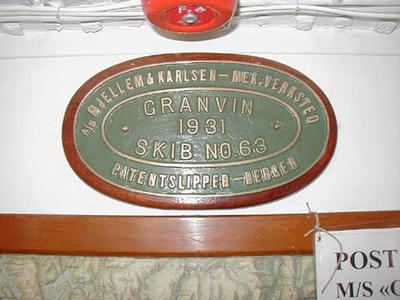 A/S MJELLEM & KARLSEN - MEK. VERKSTED
GRANVIN
1931
SKIB. NO. 63
PATENTSLIPPER - BERGEN
POST
M/S «G